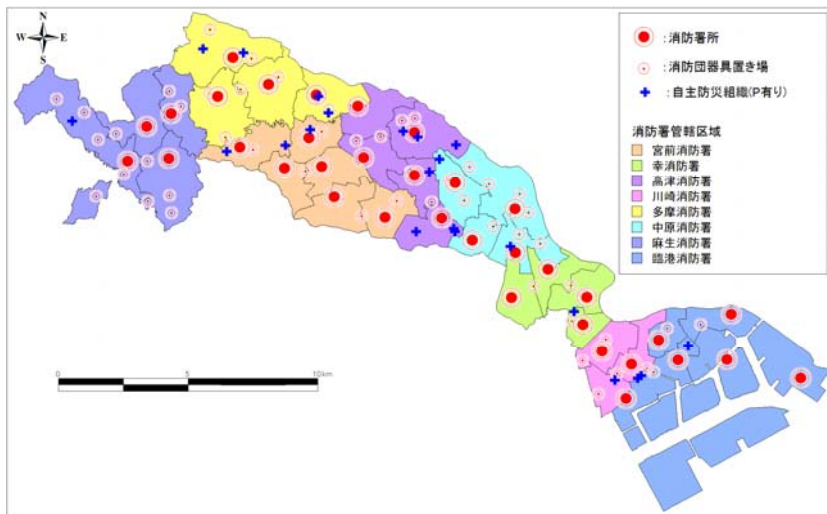 N
W E
S
:消防署所
:消防団器具置き場
:自主防災組織(P有り)
消防署管轄区域
宮前消防署
幸消防署
高津消防署
川崎消防署
多摩消防署
中原消防署
麻生消防署
臨港消防署
0 5 10km